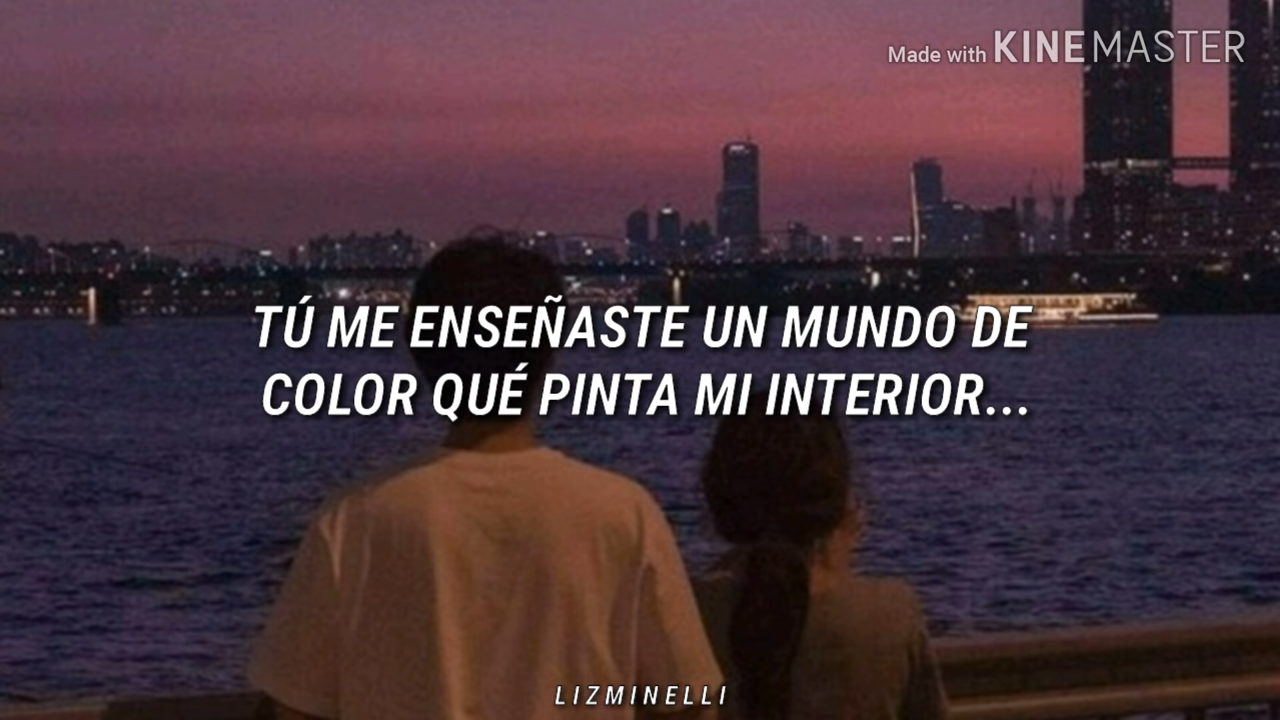 Made with KINEMASTER
TÚ ME ENSEÑASTE UN MUNDO DE
COLOR QUÉ PINTA MI INTERIOR...
LIZMINELLI